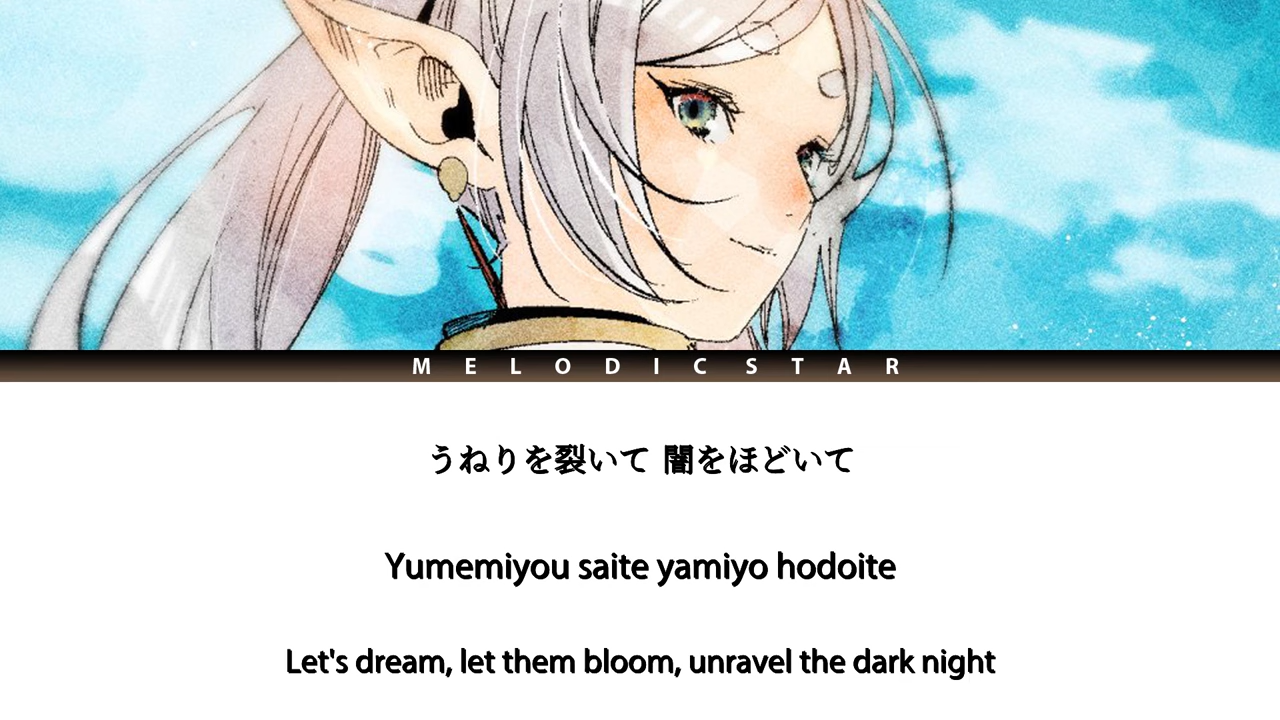 MELODICSTAR
うねりを裂いて 闇をほどいて
Yumemiyou saite yamiyo hodoite
Let's dream, let them bloom, unravel the dark night